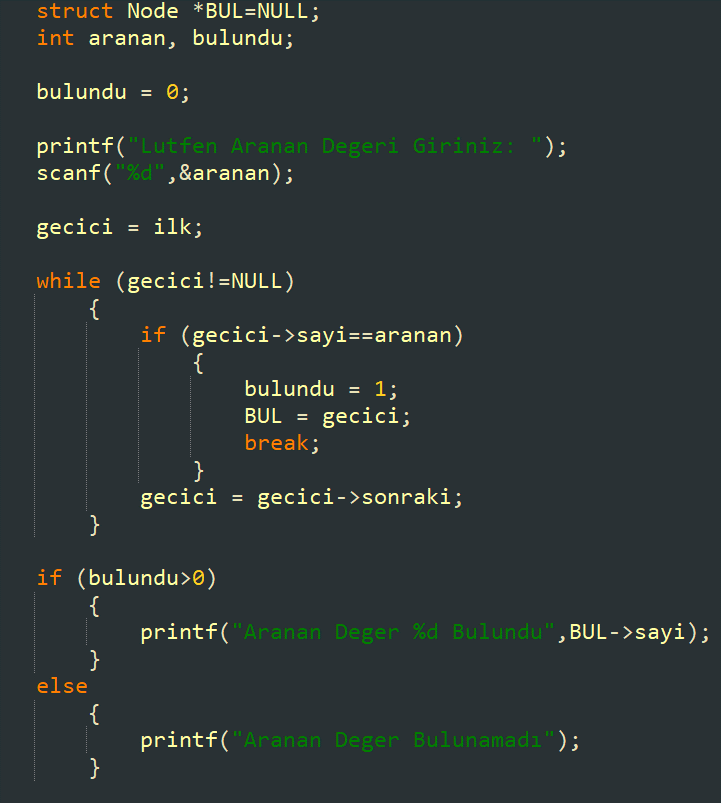 struct Node *BUL=NULL;
int aranan, bulundu;
bulundu = 0;
printf("Lutfen Aranan Degeri Giriniz: ");
scanf("%d",&aranan);
gecici = ilk;
while (gecici!=NULL)
{
if (gecici->sayi==aranan)
{
bulundu = 1;
BUL = gecici;
break;
}
gecici = gecici->sonraki;
}
if (bulundu>0)
{
printf("Aranan Deger %d Bulundu",BUL->sayi);
}
else
{
printf("Aranan Deger Bulunamadı");
}